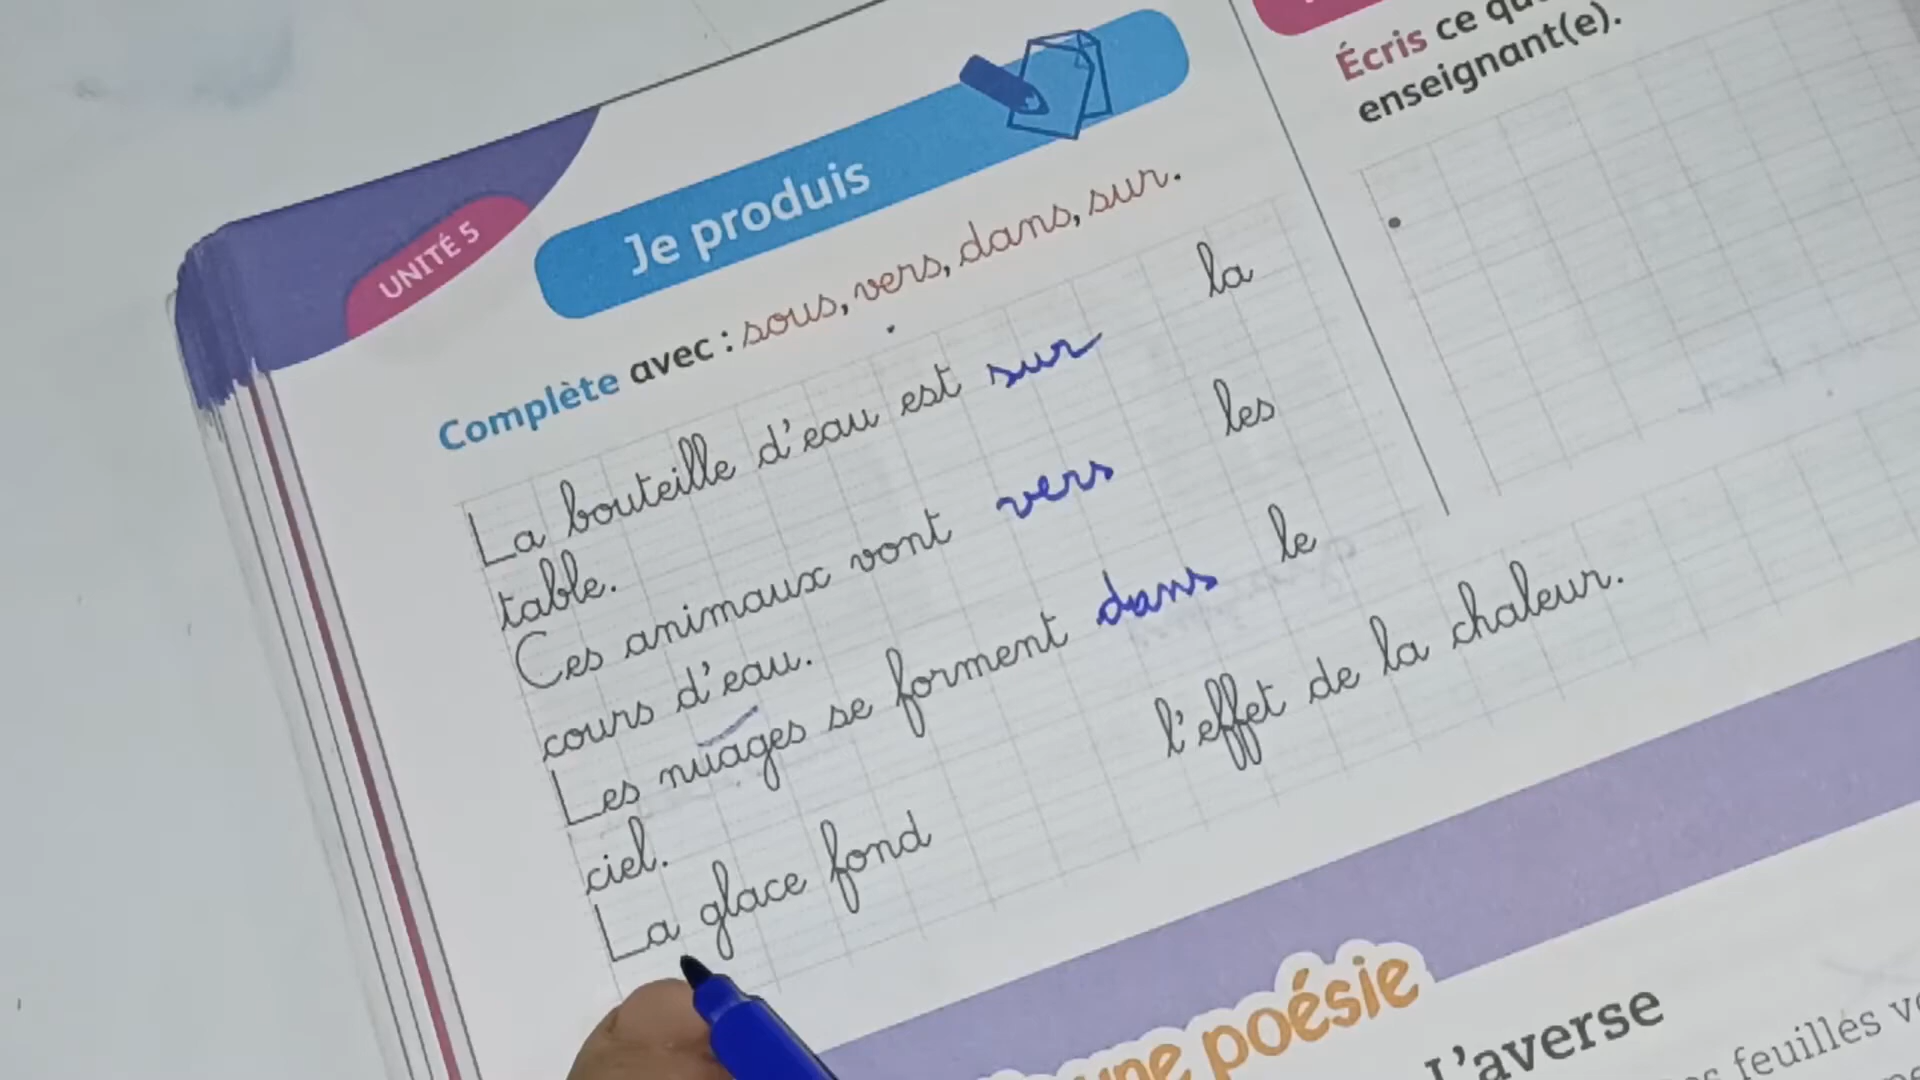 UNITÉ 5
Je produis
Complète avec : sous, vers, dans, sur.
La bouteille d'eau est sur la
table.
Ces animaux vont vers les
cours d'eau.
Les nuages se forment dans le
ciel.
La glace fond l'effet de la chaleur.
Écris ce
enseignant(e).
poésie
L'averse
feuilles